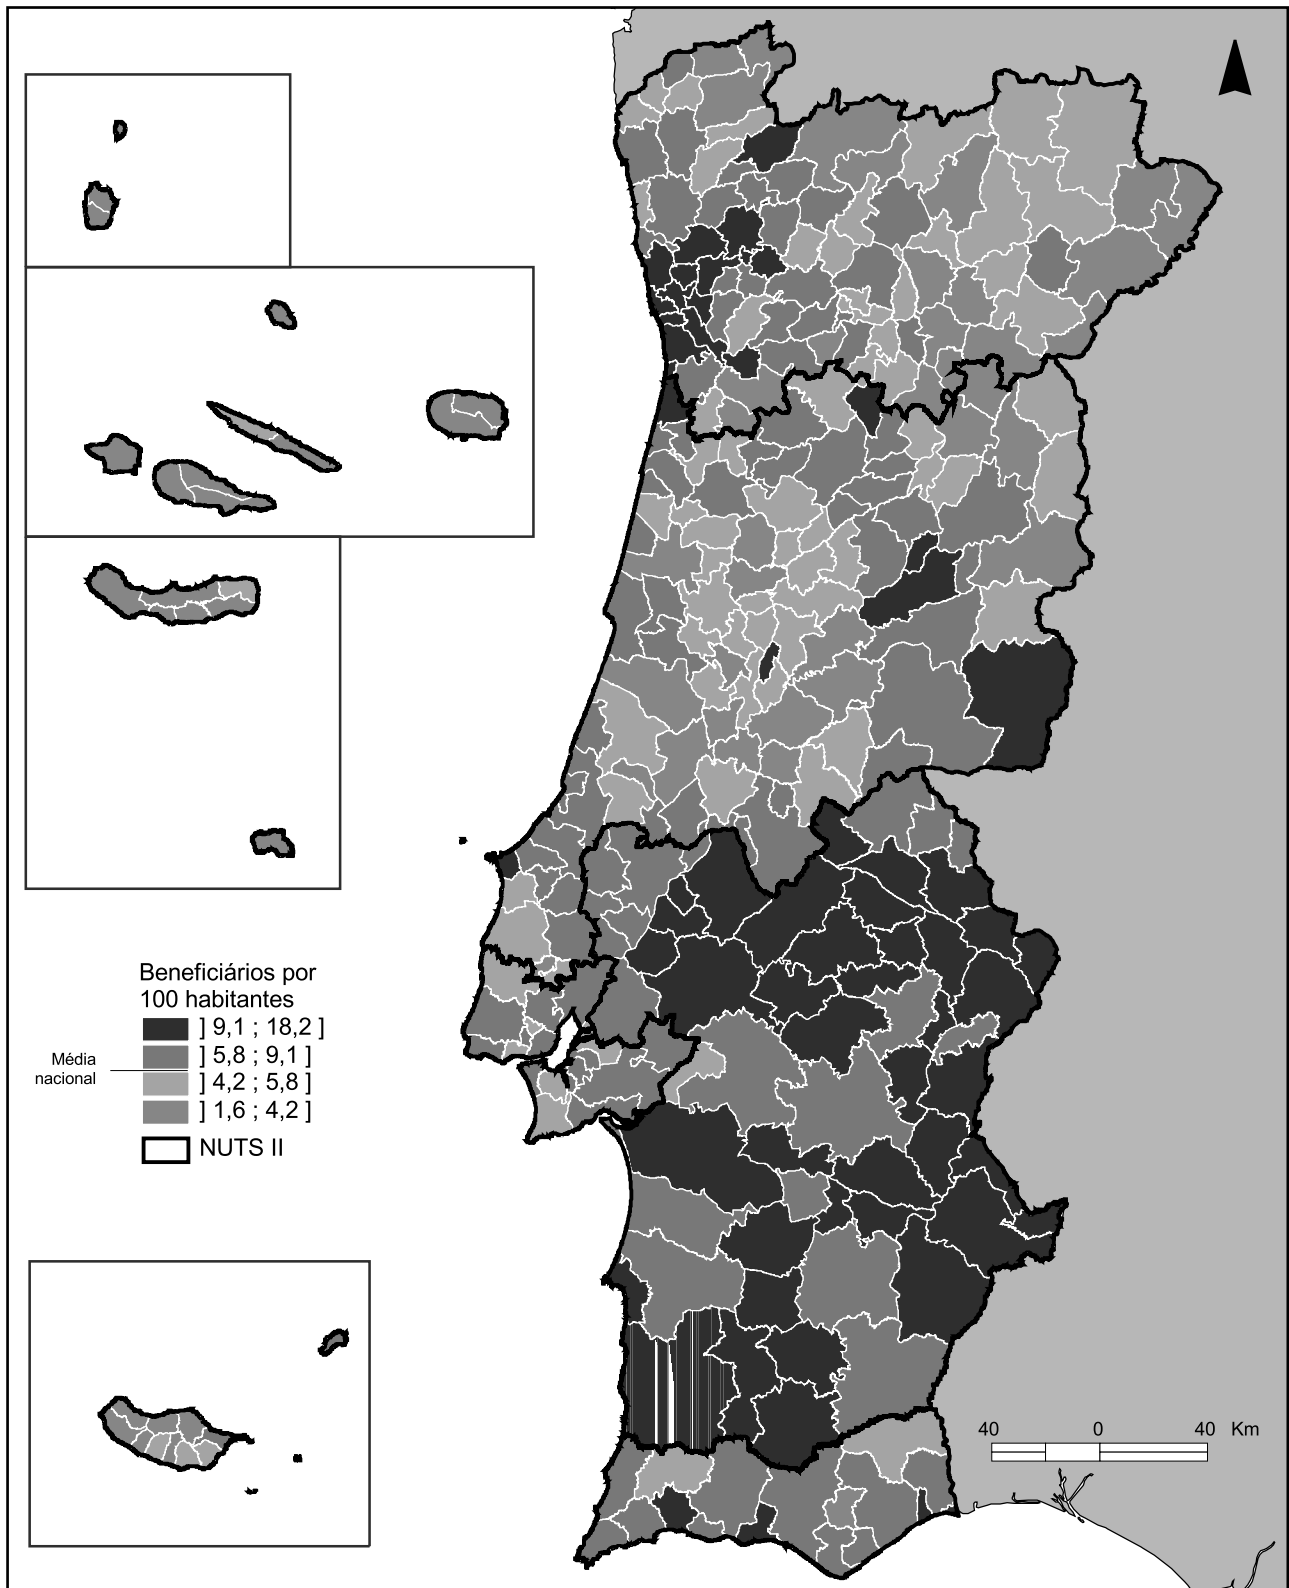 Beneficiários por
100 habitantes
] 9,1 ; 18,2 ]
] 5,8 ; 9,1 ]
Média
nacional
] 4,2 ; 5,8 ]
] 1,6 ; 4,2 ]
NUTS II
40 0 40 Km